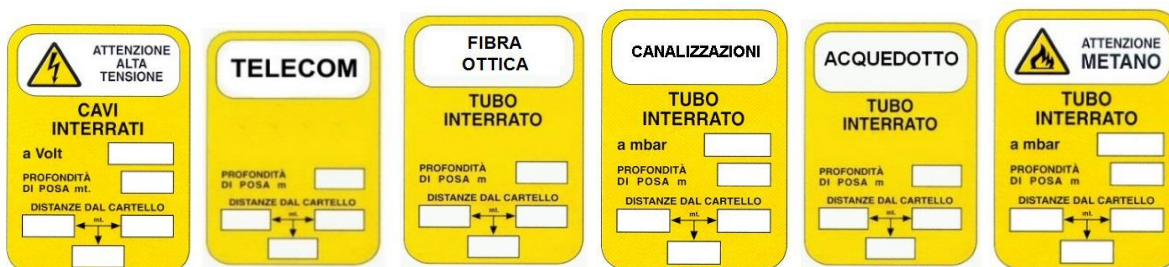 ATTENZIONE
ALTA
TENSIONE
CAVI
INTERRATI
a Volt
PROFONDITÀ
DI POSA mt.
DISTANZE DAL CARTELLO
mt.
TELECOM
PROFONDITÀ
DI POSA m
DISTANZE DAL CARTELLO
mt.
FIBRA
OTTICA
TUBO
INTERRATO
PROFONDITÀ
DI POSA m
DISTANZE DAL CARTELLO
mt.
CANALIZZAZIONI
TUBO
INTERRATO
a mbar
PROFONDITÀ
DI POSA m
DISTANZE DAL CARTELLO
mt.
ACQUEDOTTO
TUBO
INTERRATO
PROFONDITÀ
DI POSA m
DISTANZE DAL CARTELLO
mt.
ATTENZIONE
METANO
TUBO
INTERRATO
a mbar
PROFONDITÀ
DI POSA m
DISTANZE DAL CARTELLO
mt.